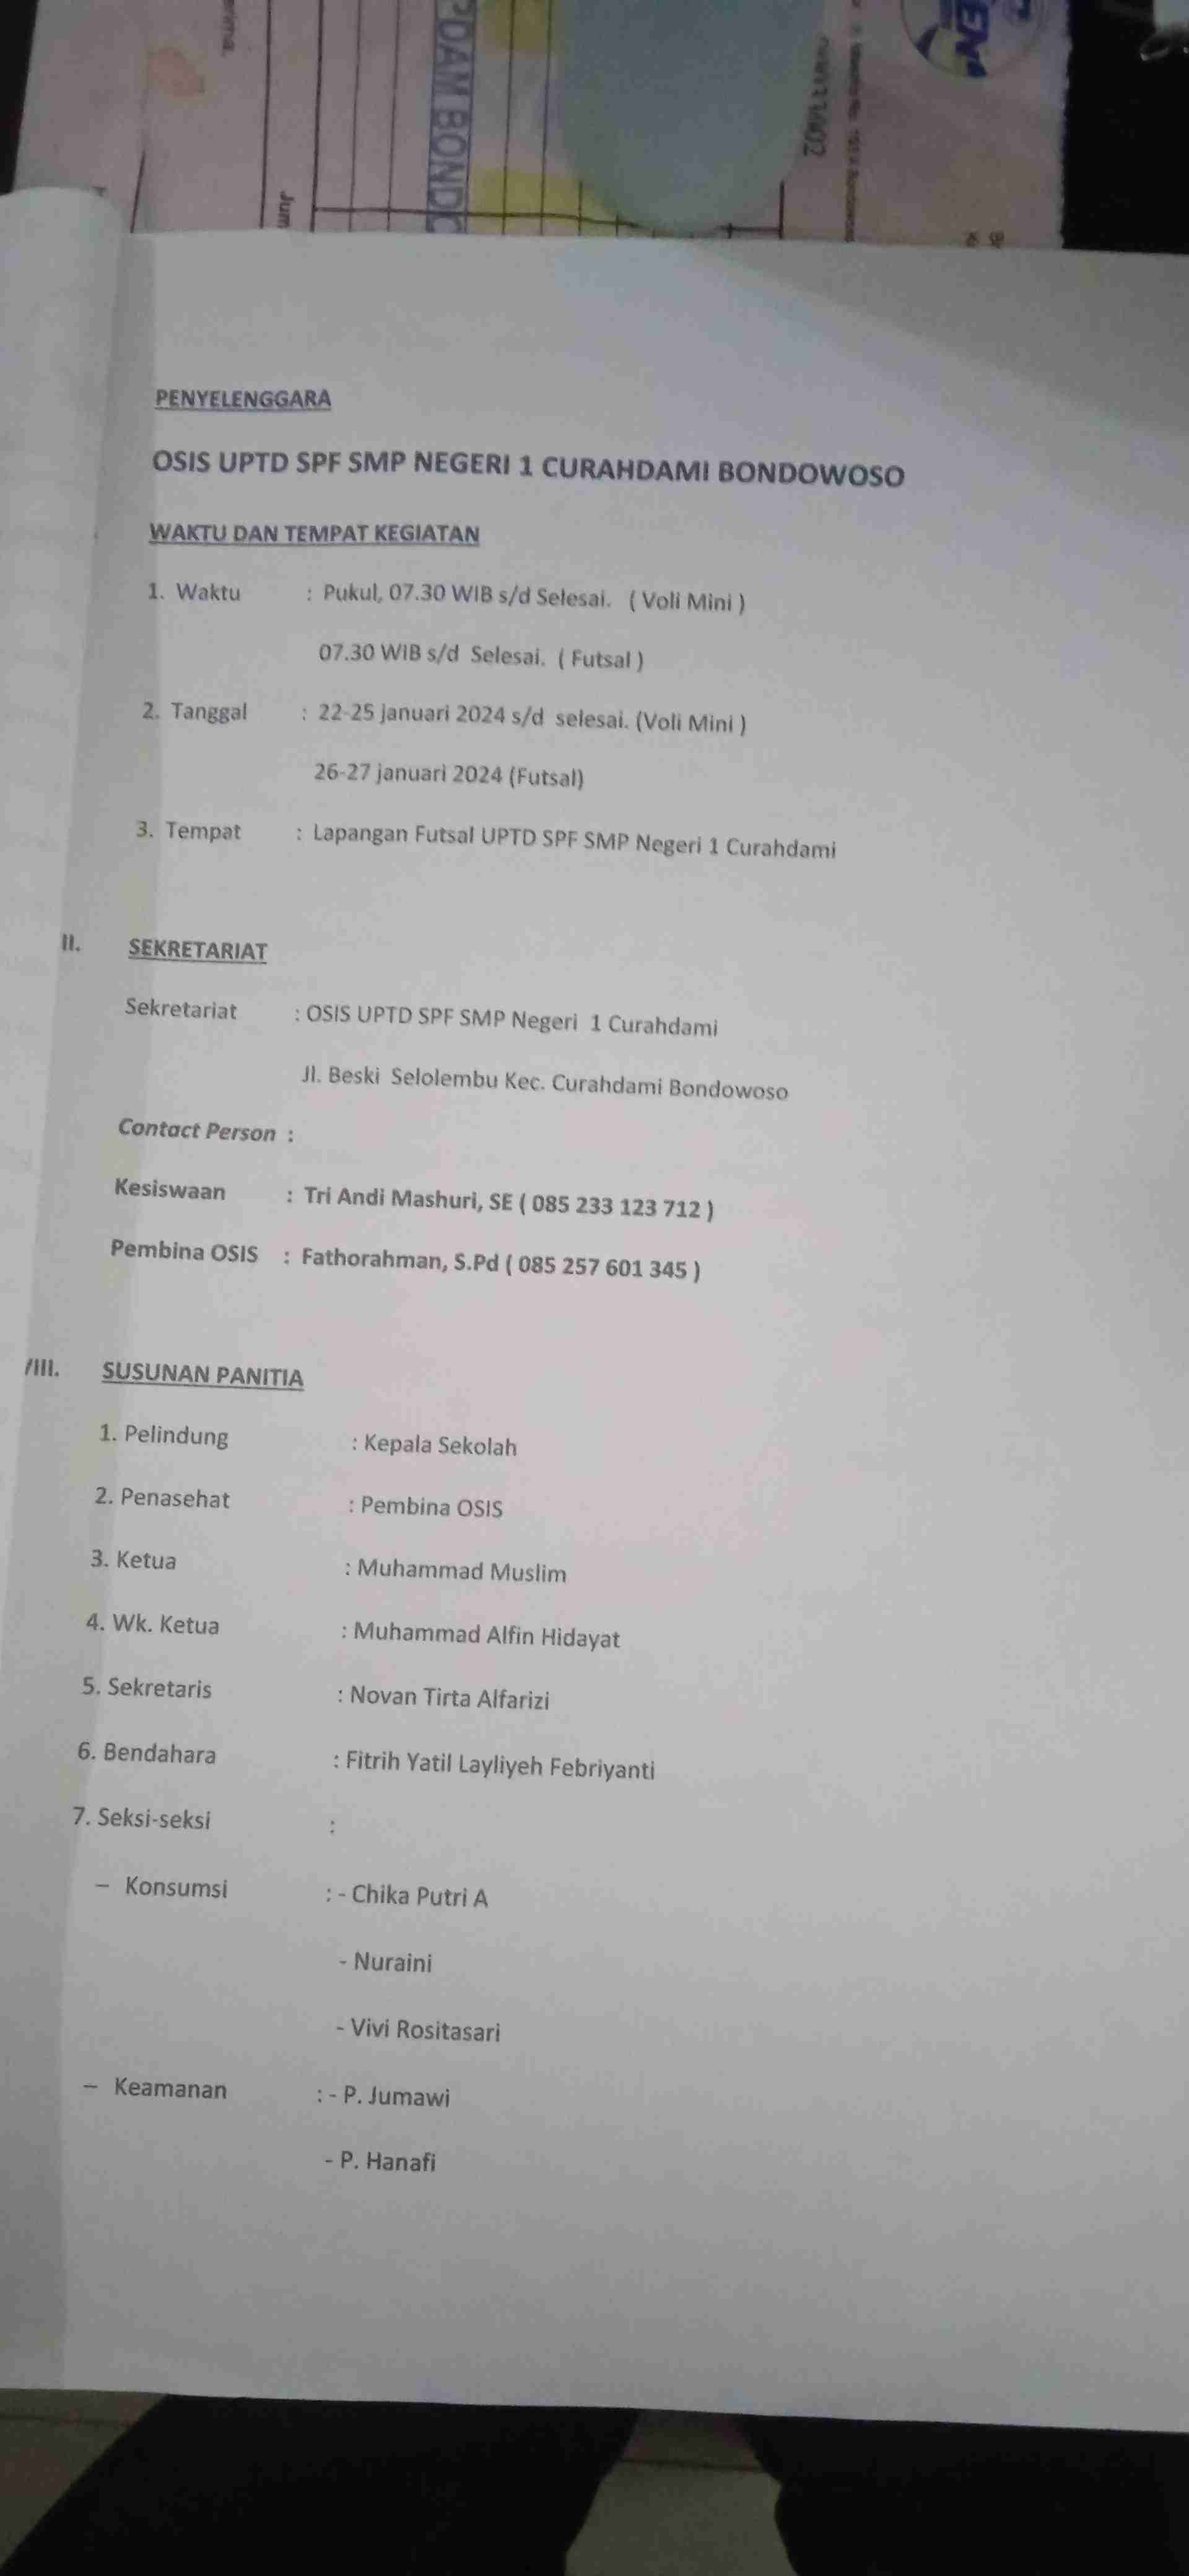 erima.
Jum
PDAM BONDO
PENYELENGGARA
OSIS UPTD SPF SMP NEGERI 1 CURAHDAMI BONDOWOSO
WAKTU DAN TEMPAT KEGIATAN
1. Waktu : Pukul, 07.30 WIB s/d Selesai. ( Voli Mini )
07.30 WIB s/d Selesai. ( Futsal )
2. Tanggal : 22-25 januari 2024 s/d selesai. (Voli Mini )
26-27 januari 2024 (Futsal)
3. Tempat : Lapangan Futsal UPTD SPF SMP Negeri 1 Curahdami
II. SEKRETARIAT
Sekretariat : OSIS UPTD SPF SMP Negeri 1 Curahdami
Jl. Beski Selolembu Kec. Curahdami Bondowoso
Contact Person :
Kesiswaan : Tri Andi Mashuri, SE ( 085 233 123 712 )
Pembina OSIS : Fathorahman, S.Pd ( 085 257 601 345 )
/III. SUSUNAN PANITIA
1. Pelindung : Kepala Sekolah
2. Penasehat : Pembina OSIS
3. Ketua : Muhammad Muslim
4. Wk. Ketua : Muhammad Alfin Hidayat
5. Sekretaris : Novan Tirta Alfarizi
6. Bendahara : Fitrih Yatil Layliyeh Febriyanti
7. Seksi-seksi :
– Konsumsi : - Chika Putri A
- Nuraini
- Vivi Rositasari
– Keamanan : - P. Jumawi
- P. Hanafi